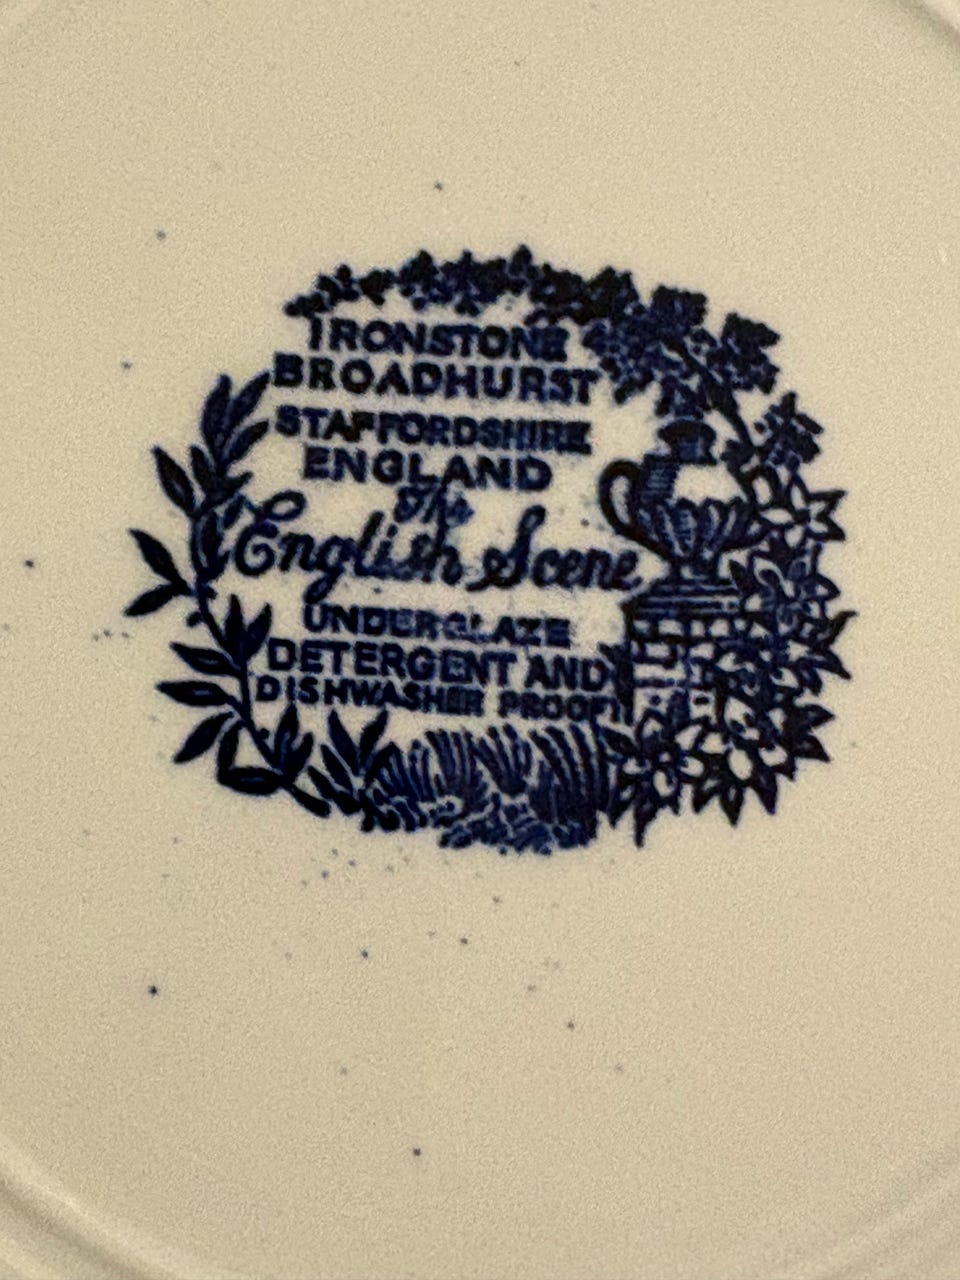 IRONSTONE
BROADHURST
STAFFORDSHIRE
ENGLAND
The
English Scene
UNDERGLAZE
DETERGENT AND
DISHWASHER PROOF